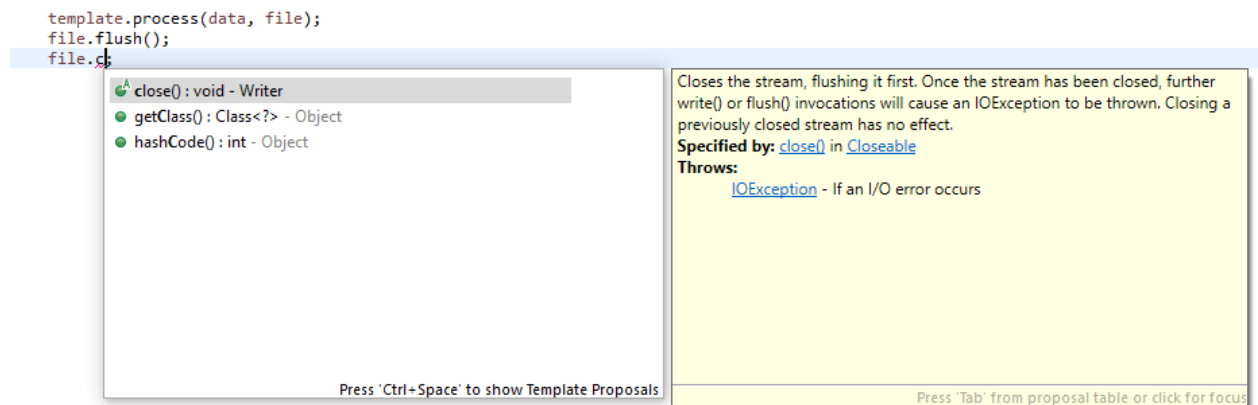 template.process(data, file);
file.flush();
file.c;
close() : void - Writer
getClass() : Class<?> - Object
hashCode() : int - Object
Press 'Ctrl+Space' to show Template Proposals
Closes the stream, flushing it first. Once the stream has been closed, further
write() or flush() invocations will cause an IOException to be thrown. Closing a
previously closed stream has no effect.
Specified by: close() in Closeable
Throws:
IOException - If an I/O error occurs
Press 'Tab' from proposal table or click for focus